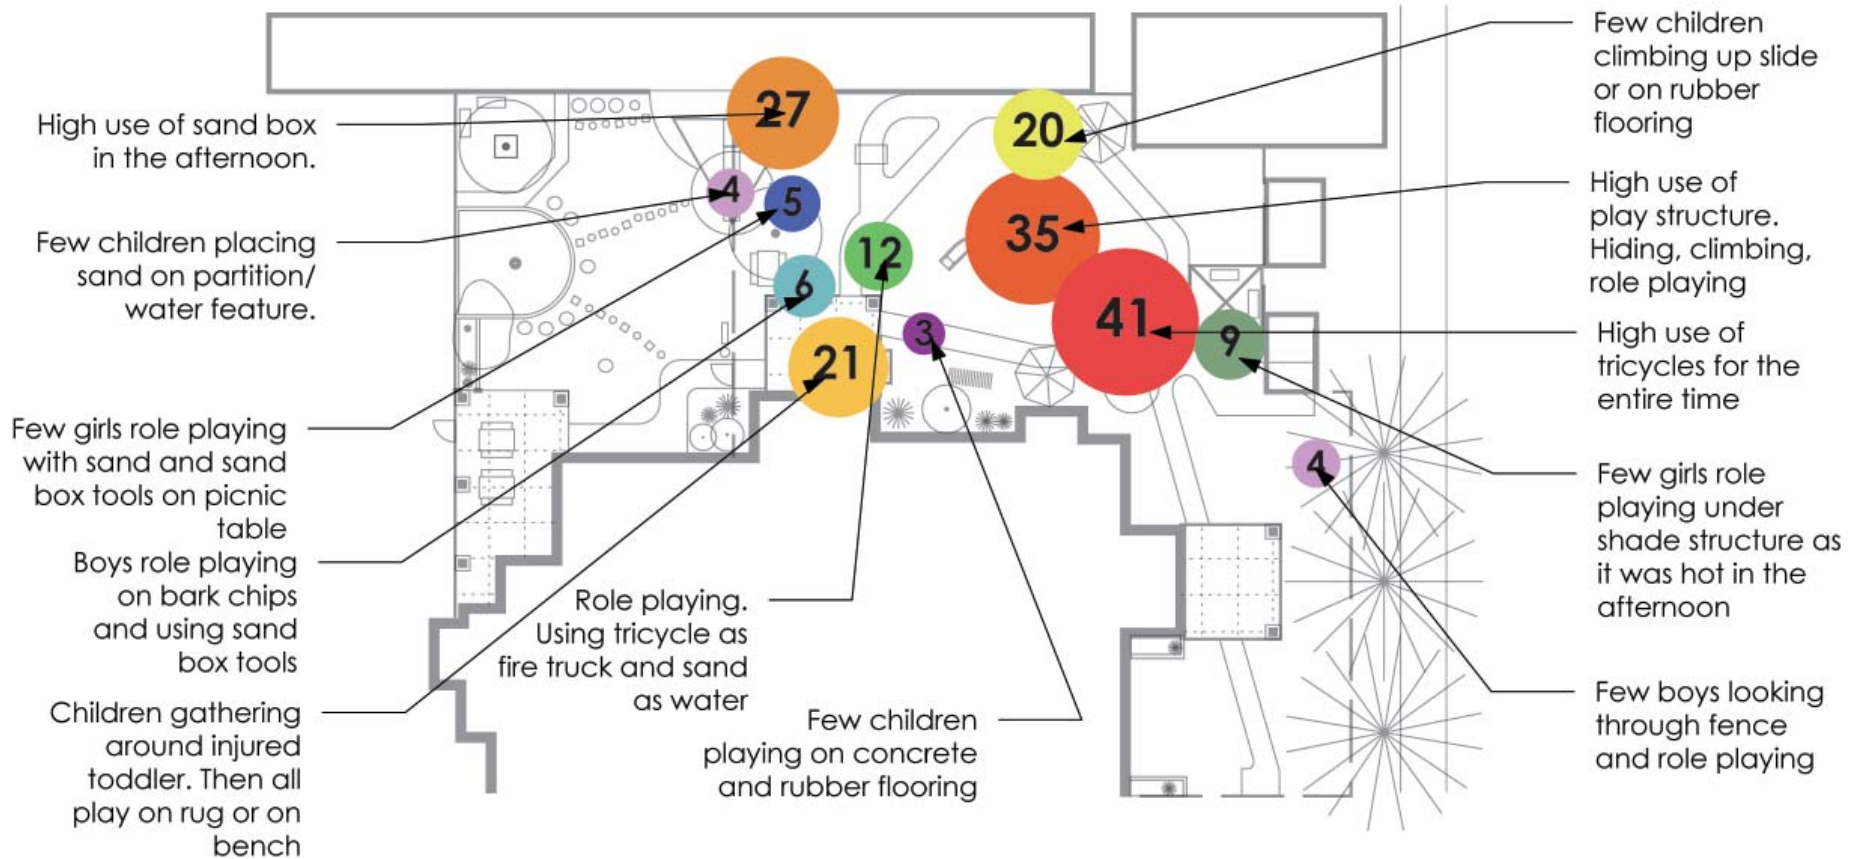 High use of sand box
in the afternoon.
Few children placing
sand on partition/
water feature.
Few girls role playing
with sand and sand
box tools on picnic
table
Boys role playing
on bark chips
and using sand
box tools
Children gathering
around injured
toddler. Then all
play on rug or on
bench
Role playing.
Using tricycle as
fire truck and sand
as water
Few children
playing on concrete
and rubber flooring
27
4
5
6
12
21
3
20
35
41
9
4
Few children
climbing up slide
or on rubber
flooring
High use of
play structure.
Hiding, climbing,
role playing
High use of
tricycles for the
entire time
Few girls role
playing under
shade structure as
it was hot in the
afternoon
Few boys looking
through fence
and role playing